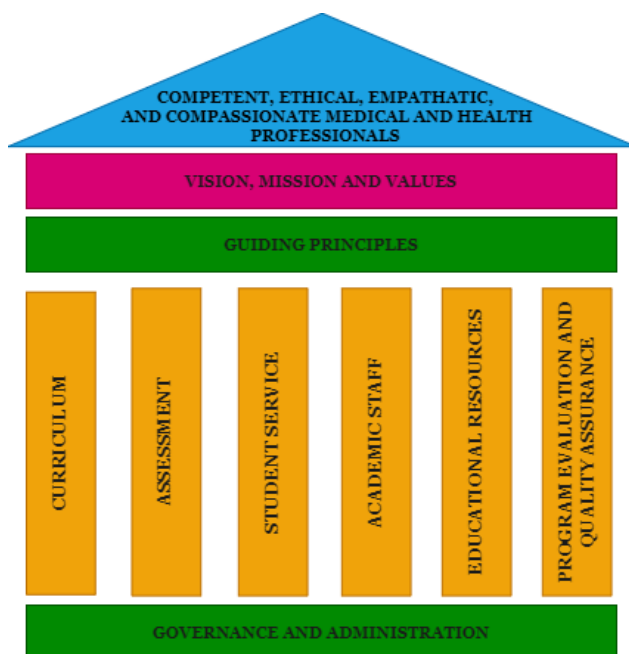 COMPETENT, ETHICAL, EMPATHATIC,
AND COMPASSIONATE MEDICAL AND HEALTH
PROFESSIONALS
VISION, MISSION AND VALUES
GUIDING PRINCIPLES
CURRICULUM
ASSESSMENT
STUDENT SERVICE
ACADEMIC STAFF
EDUCATIONAL RESOURCES
PROGRAM EVALUATION AND
QUALITY ASSURANCE
GOVERNANCE AND ADMINISTRATION